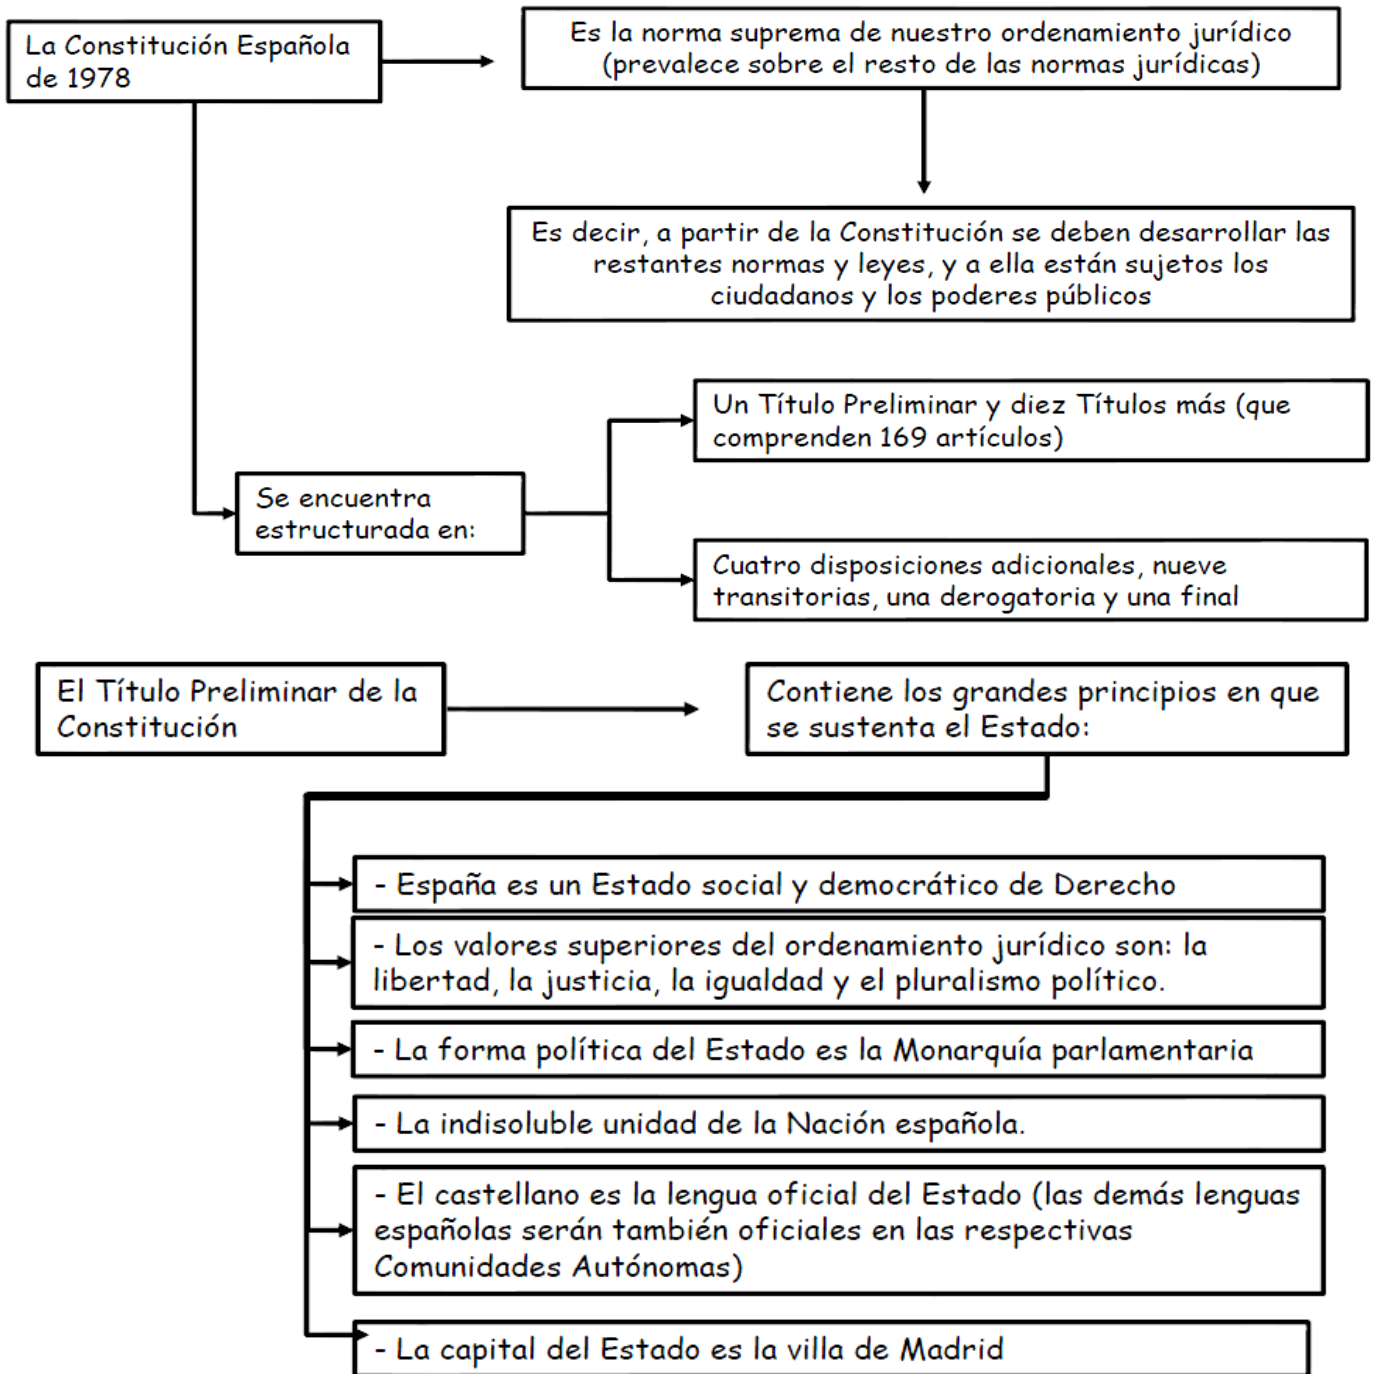 La Constitución Española
de 1978
Es la norma suprema de nuestro ordenamiento jurídico
(prevalece sobre el resto de las normas jurídicas)
Es decir, a partir de la Constitución se deben desarrollar las
restantes normas y leyes, y a ella están sujetos los
ciudadanos y los poderes públicos
Un Título Preliminar y diez Títulos más (que
comprenden 169 artículos)
Se encuentra
estructurada en:
Cuatro disposiciones adicionales, nueve
transitorias, una derogatoria y una final
El Título Preliminar de la
Constitución
Contiene los grandes principios en que
se sustenta el Estado:
- España es un Estado social y democrático de Derecho
- Los valores superiores del ordenamiento jurídico son: la
libertad, la justicia, la igualdad y el pluralismo político.
- La forma política del Estado es la Monarquía parlamentaria
- La indisoluble unidad de la Nación española.
- El castellano es la lengua oficial del Estado (las demás lenguas
españolas serán también oficiales en las respectivas
Comunidades Autónomas)
- La capital del Estado es la villa de Madrid